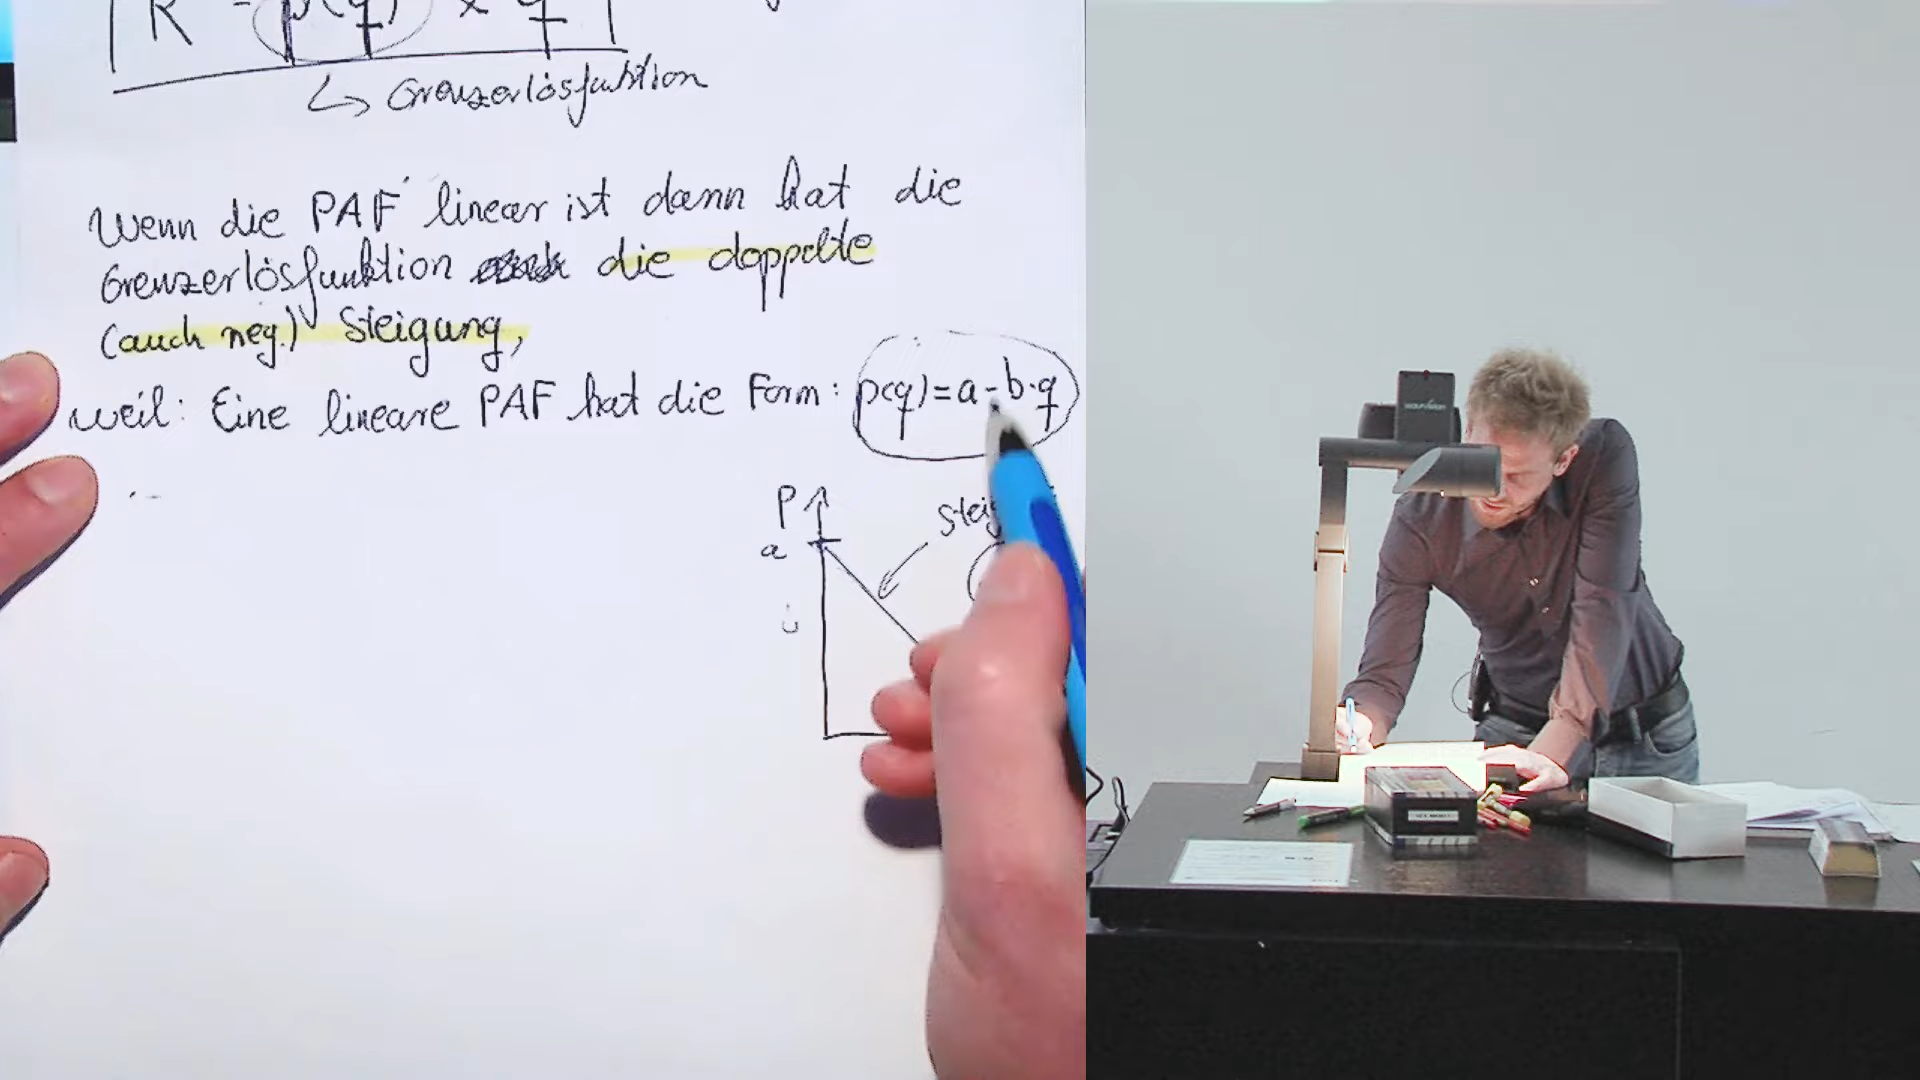 R = p(q) × q
↳ Grenzerlösfunktion
Wenn die PAF linear ist dann hat die
Grenzerlösfunktion die doppelte
(auch neg.) Steigung,
weil: Eine lineare PAF hat die Form: p(q)=a-b·q
p
a